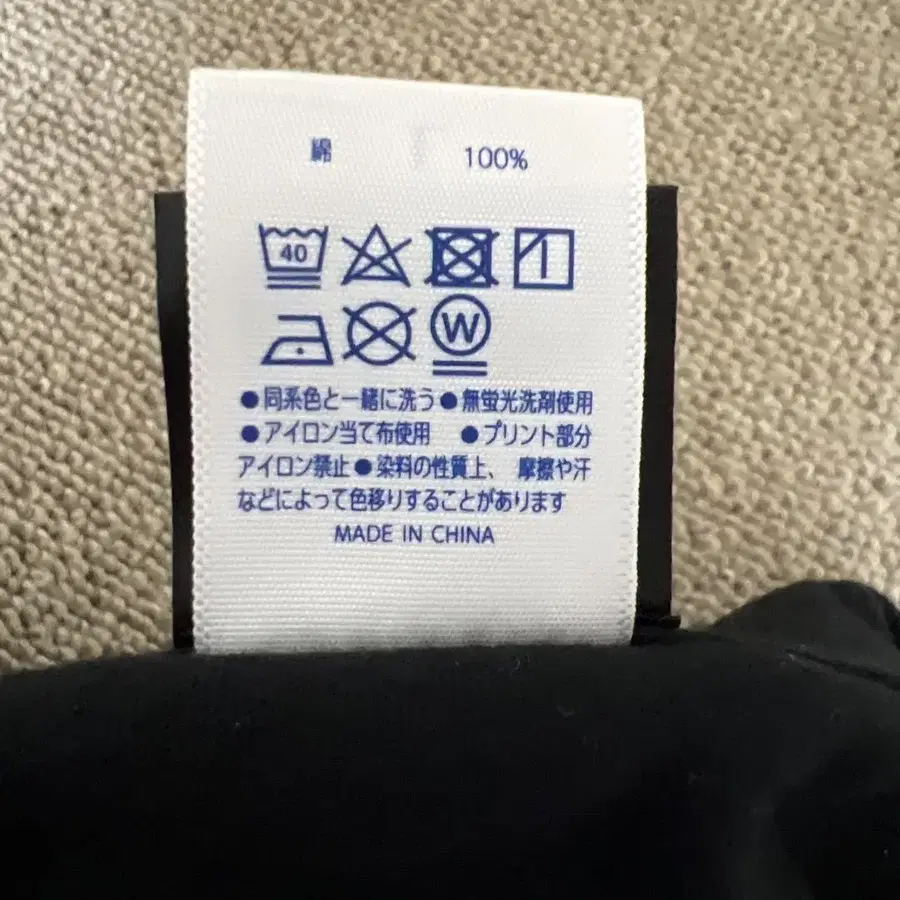 綿 100%
40
W
●同系色と一緒に洗う●無蛍光洗剤使用
●アイロン当て布使用 ●プリント部分
アイロン禁止●染料の性質上、摩擦や汗
などによって色移りすることがあります
MADE IN CHINA